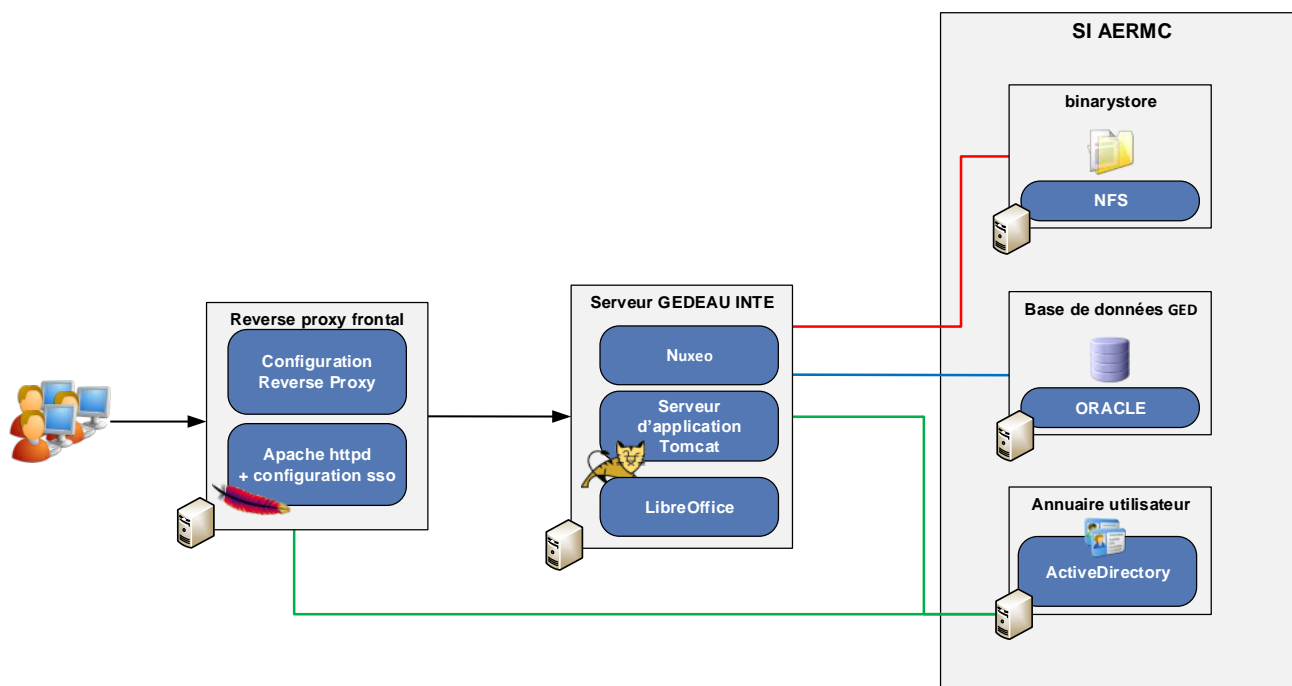 SI AERMC
binarystore
NFS
Reverse proxy frontal
Configuration
Reverse Proxy
Apache httpd
+ configuration sso
Serveur GEDEAU INTE
Nuxeo
Serveur
d'application
Tomcat
LibreOffice
Base de données GED
ORACLE
Annuaire utilisateur
ActiveDirectory